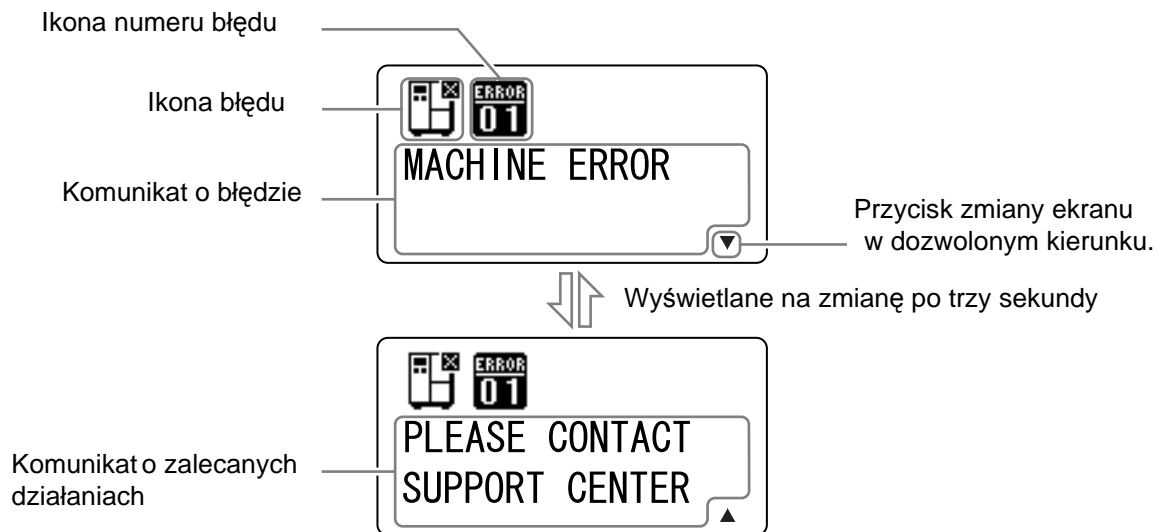 Ikona numeru błędu
Ikona błędu
ERROR
01
MACHINE ERROR
Komunikat o błędzie
Przycisk zmiany ekranu
w dozwolonym kierunku.
▼
Wyświetlane na zmianę po trzy sekundy
ERROR
01
PLEASE CONTACT
SUPPORT CENTER
Komunikat o zalecanych
działaniach
▲